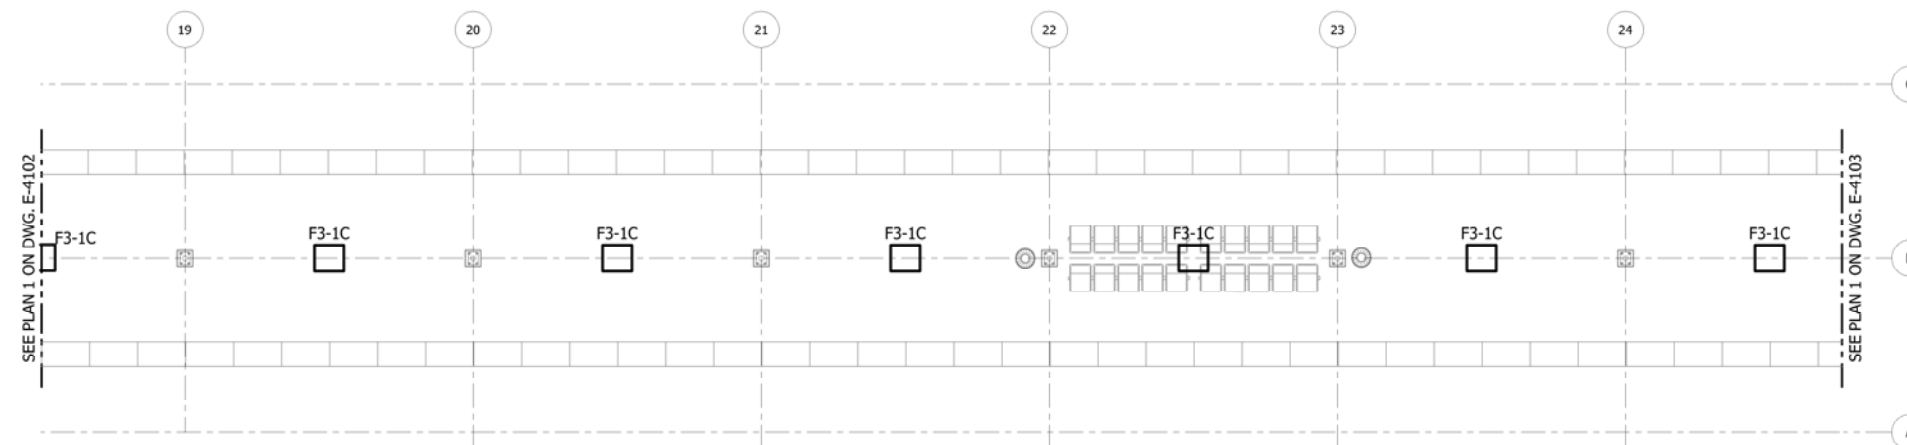 19
20
21
22
23
24
SEE PLAN 1 ON DWG. E-4102
F3-1C
F3-1C
F3-1C
F3-1C
F3-1C
F3-1C
F3-1C
SEE PLAN 1 ON DWG. E-4103